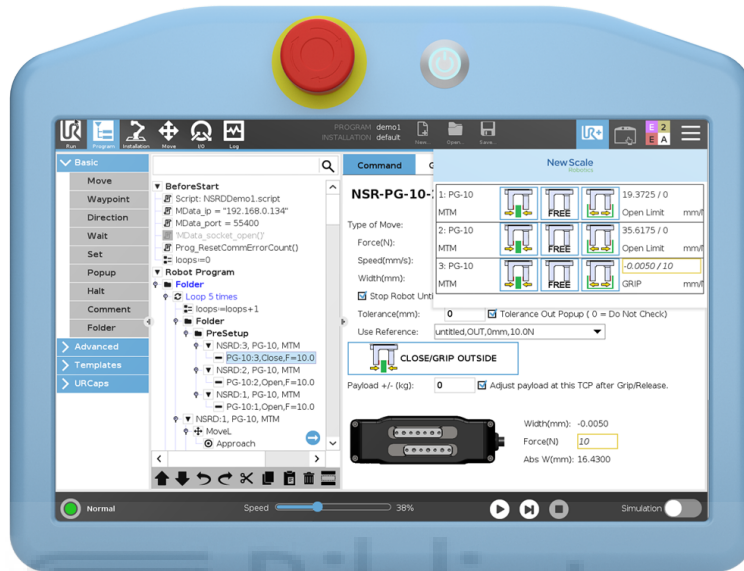 PROGRAM demo1
INSTALLATION default
Run
Program
Installation
Move
I/O
Log
New...
Open...
Save...
UR+
E 2
E A
Basic
Move
Waypoint
Direction
Wait
Set
Popup
Halt
Comment
Folder
Advanced
Templates
URCaps
BeforeStart
Script: NSRDDemo1.script
MData_ip = "192.168.0.134"
MData_port = 55400
'MData_socket_open()'
Prog_ResetCommErrorCount()
loops:=0
Robot Program
Folder
Loop 5 times
loops:=loops+1
Folder
PreSetup
NSRD:3, PG-10, MTM
PG-10:3,Close,F=10.0
NSRD:2, PG-10, MTM
PG-10:2,Open,F=10.0
NSRD:1, PG-10, MTM
PG-10:1,Open,F=10.0
NSRD:1, PG-10, MTM
MoveL
Approach
Command
G
NSR-PG-10-
Type of Move:
Force(N):
Speed(mm/s):
Width(mm):
Stop Robot Unti
Tolerance(mm): 0 Tolerance Out Popup ( 0 = Do Not Check)
Use Reference: untitled,OUT,0mm,10.0N
CLOSE/GRIP OUTSIDE
Payload +/- (kg): 0 Adjust payload at this TCP after Grip/Release.
Width(mm): -0.0050
Force(N) 10
Abs W(mm): 16.4300
New Scale
Robotics
1: PG-10
MTM
FREE
19.3725 / 0
Open Limit mm/
2: PG-10
MTM
FREE
35.6175 / 0
Open Limit mm/
3: PG-10
MTM
FREE
-0.0050 / 10
GRIP mm/
Normal
Speed
38%
Simulation